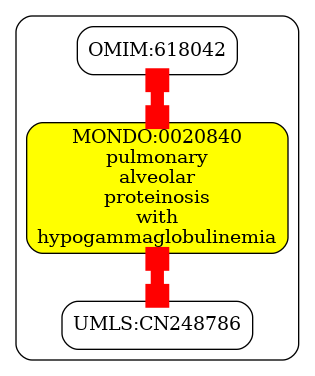 OMIM:618042
MONDO:0020840
pulmonary
alveolar
proteinosis
with
hypogammaglobulinemia
UMLS:CN248786